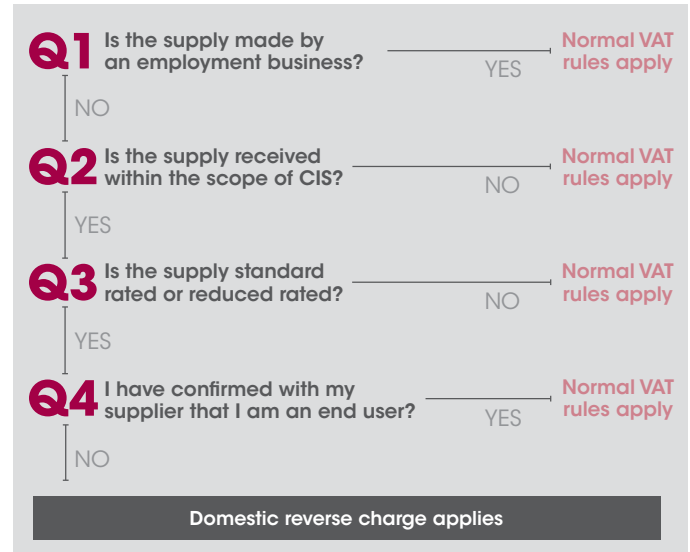 Q1 Is the supply made by
an employment business?
YES
Normal VAT
rules apply
NO
Q2 Is the supply received
within the scope of CIS?
NO
Normal VAT
rules apply
YES
Q3 Is the supply standard
rated or reduced rated?
NO
Normal VAT
rules apply
YES
Q4 I have confirmed with my
supplier that I am an end user?
YES
Normal VAT
rules apply
NO
Domestic reverse charge applies